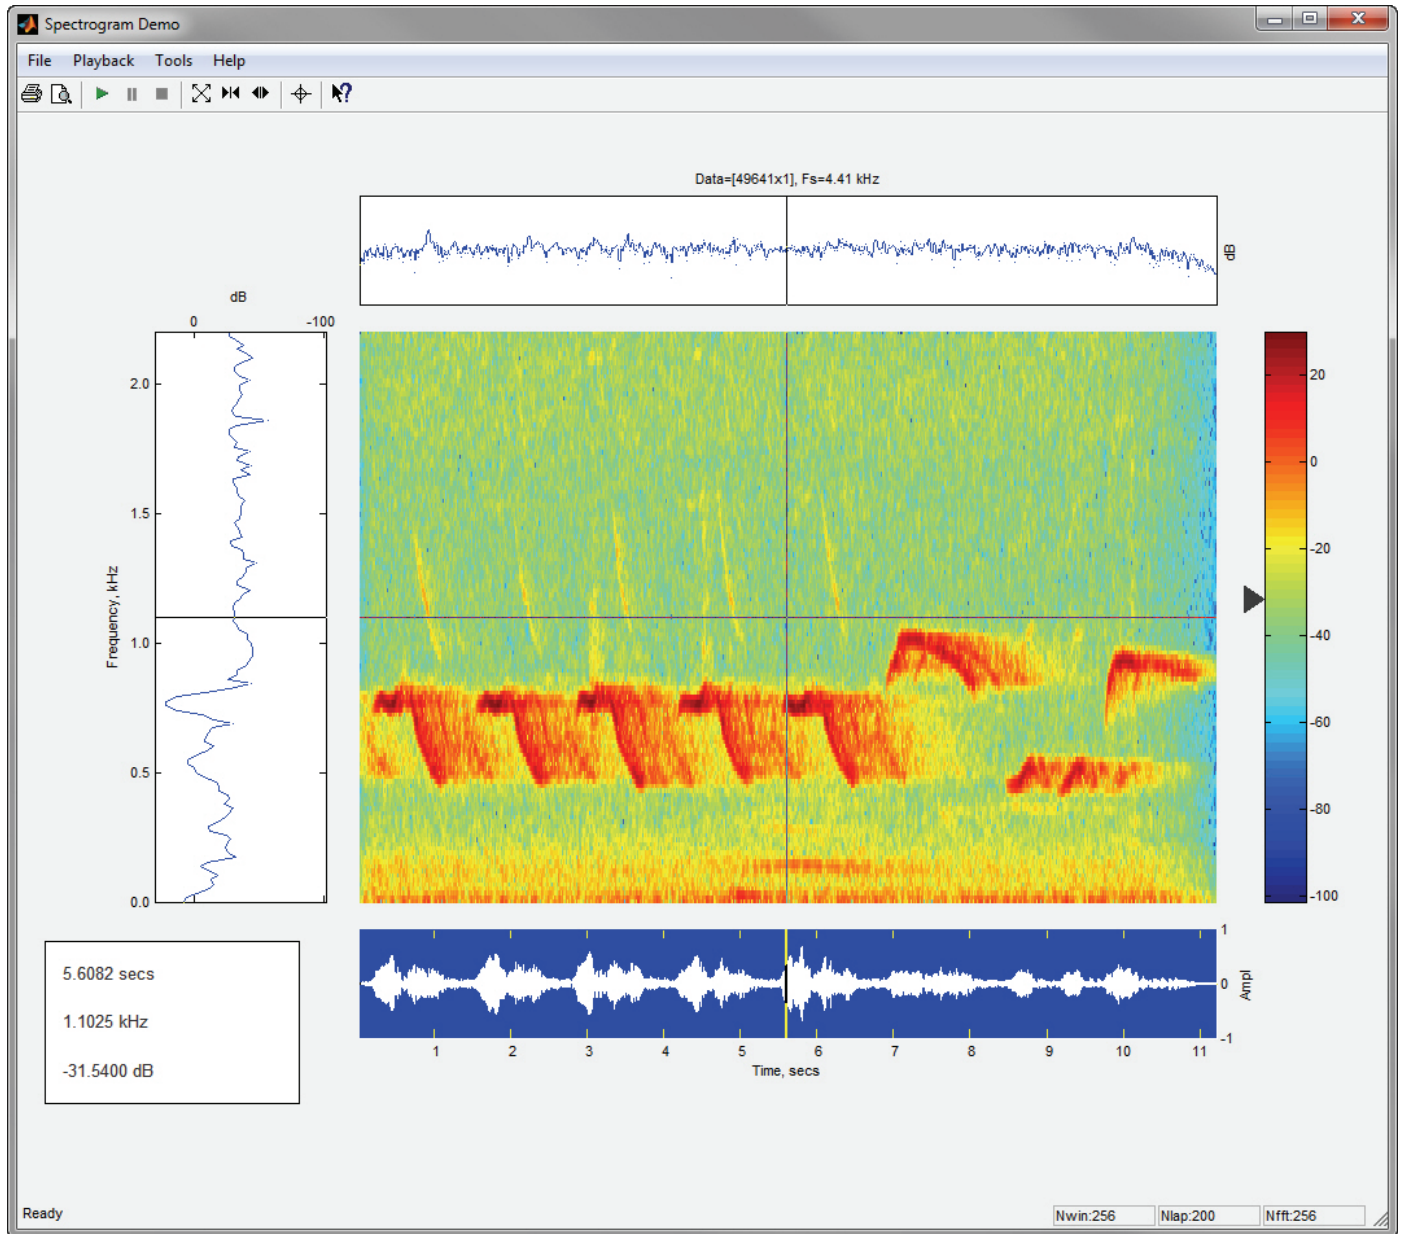 Spectrogram Demo
File Playback Tools Help
Data=[49641x1], Fs=4.41 kHz
dB
dB
0 -100
2.0
1.5
1.0
0.5
0.0
Frequency, kHz
20
0
-20
-40
-60
-80
-100
1
0
-1
Ampl
1 2 3 4 5 6 7 8 9 10 11
Time, secs
5.6082 secs
1.1025 kHz
-31.5400 dB
Ready
Nwin:256 Nlap:200 Nfft:256